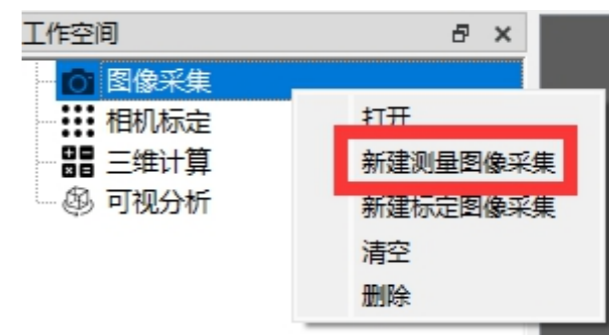 工作空间
图像采集
相机标定
三维计算
可视分析
打开
新建测量图像采集
新建标定图像采集
清空
删除